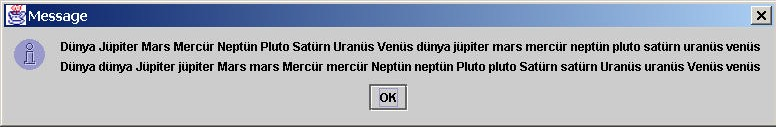 Message
Dünya Jüpiter Mars Mercür Neptün Pluto Satürn Uranüs Venüs dünya jüpiter mars mercür neptün pluto satürn uranüs venüs
Dünya dünya Jüpiter jüpiter Mars mars Mercür mercür Neptün neptün Pluto pluto Satürn satürn Uranüs uranüs Venüs venüs
OK